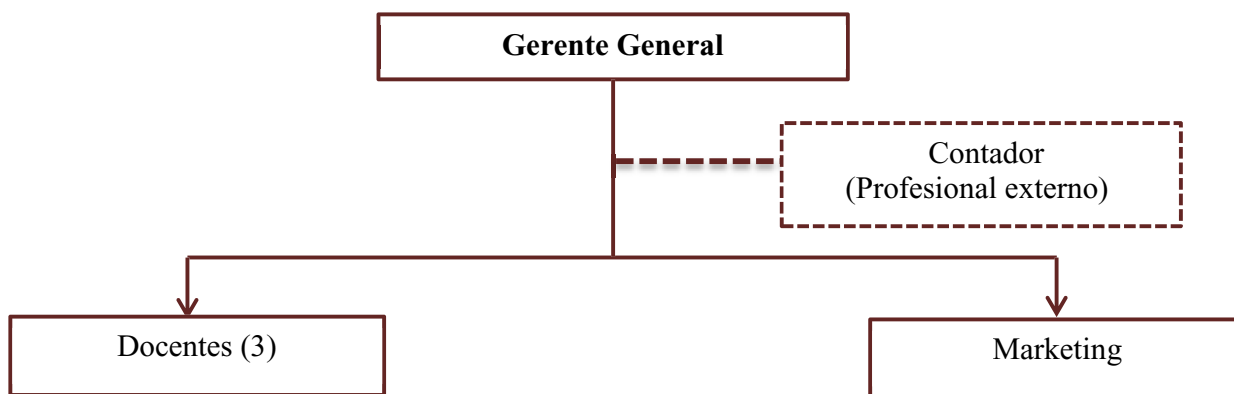 Gerente General
Contador
(Profesional externo)
Docentes (3)
Marketing